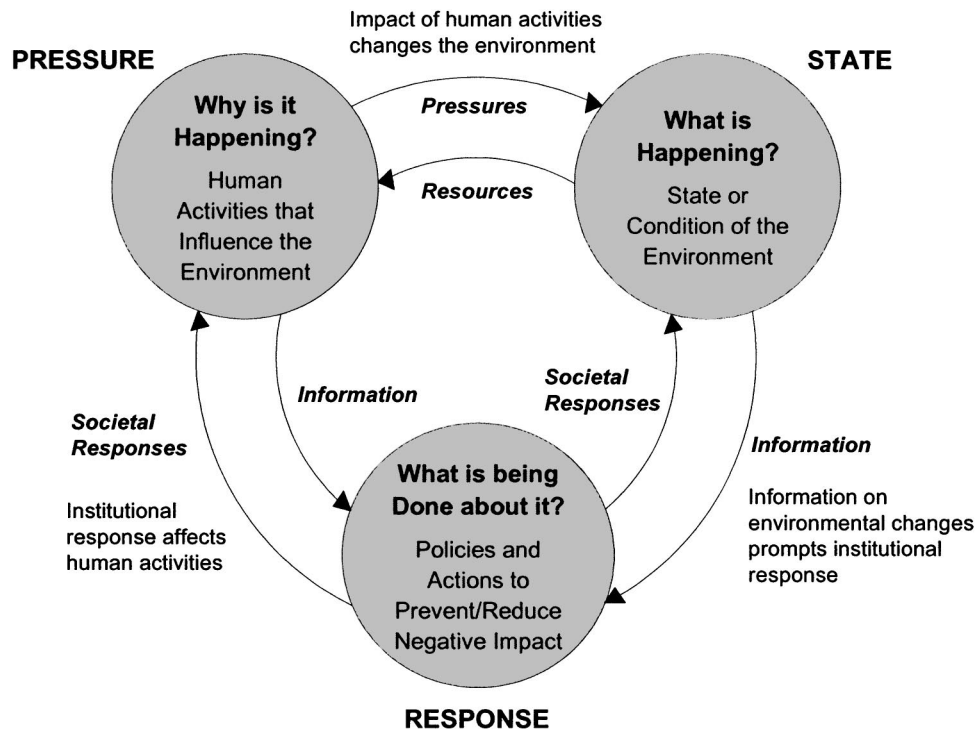 Impact of human activities
changes the environment
PRESSURE
STATE
Why is it
Happening?
Human
Activities that
Influence the
Environment
Pressures
Resources
What is
Happening?
State or
Condition of the
Environment
Information
Societal
Responses
Societal
Responses
Information
Institutional
response affects
human activities
What is being
Done about it?
Policies and
Actions to
Prevent/Reduce
Negative Impact
Information on
environmental changes
prompts institutional
response
RESPONSE